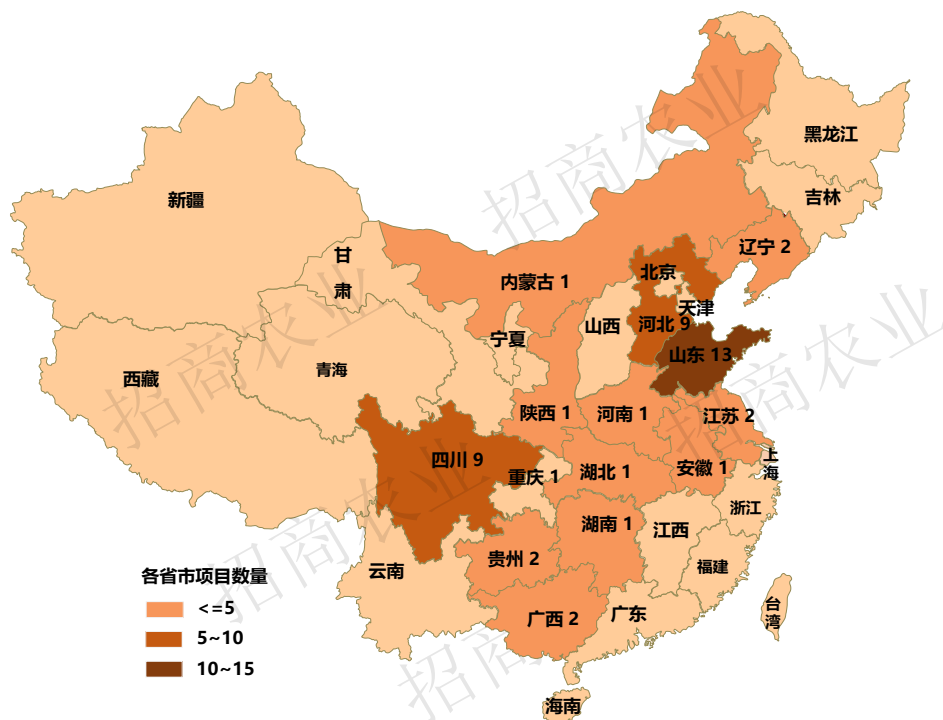 黑龙江
新疆
吉林
辽宁 2
甘
肃
北京
内蒙古 1
天津
山西
河北 9
宁夏
山东 13
青海
西藏
陕西 1
河南 1
江苏 2
四川 9
重庆 1
湖北 1
安徽 1
上
海
浙江
湖南 1
江西
贵州 2
云南
福建
各省市项目数量
广西 2
广东
台
湾
<=5
5~10
10~15
海南
招商农业
招商农业
招商农业
招商农业
招商农业
招商农业